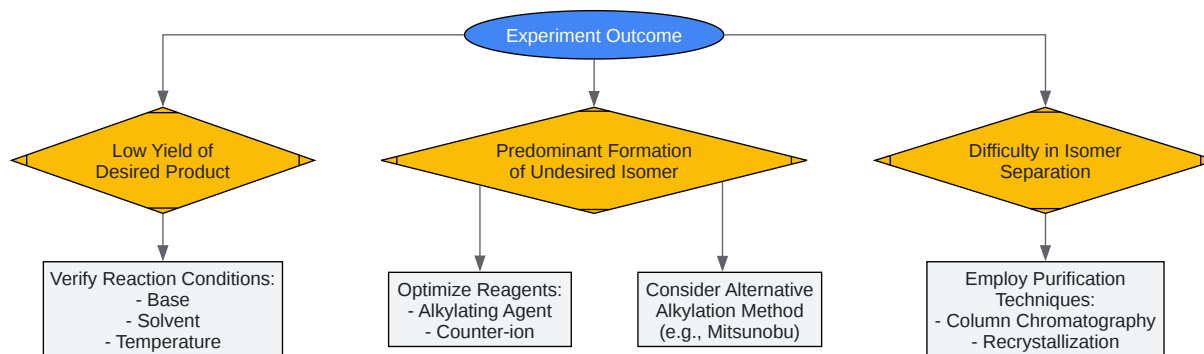 Experiment Outcome
Low Yield of
Desired Product
Predominant Formation
of Undesired Isomer
Difficulty in Isomer
Separation
Verify Reaction Conditions:
- Base
- Solvent
- Temperature
Optimize Reagents:
- Alkylating Agent
- Counter-ion
Consider Alternative
Alkylation Method
(e.g., Mitsunobu)
Employ Purification
Techniques:
- Column Chromatography
- Recrystallization